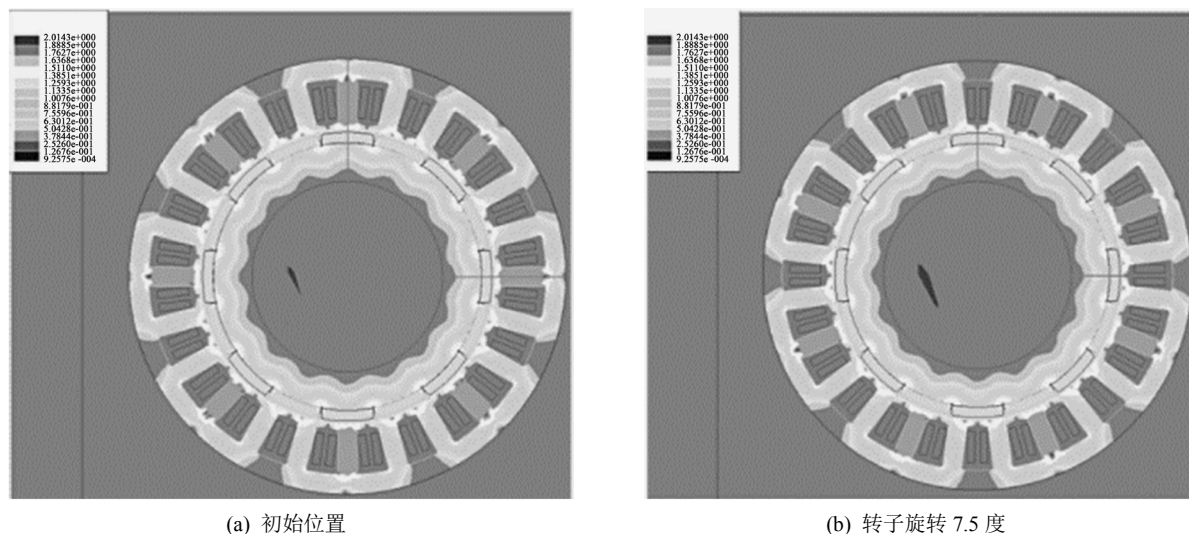 2.0143e+000
1.8885e+000
1.7627e+000
1.6368e+000
1.5110e+000
1.3851e+000
1.2593e+000
1.1335e+000
1.0076e+000
8.8179e-001
7.5596e-001
6.3012e-001
5.0428e-001
3.7844e-001
2.5260e-001
1.2676e-001
9.2575e -004
2.0143e+000
1.8885e+000
1.7627e+000
1.6368e+000
1.5110e+000
1.3851e+000
1.2593e+000
1.1335e+000
1.0076e+000
8.8179e-001
7.5596e-001
6.3012e-001
5.0428e-001
3.7844e-001
2.5260e-001
1.2676e-001
9.2575e -004
(a) 初始位置
(b) 转子旋转 7.5 度